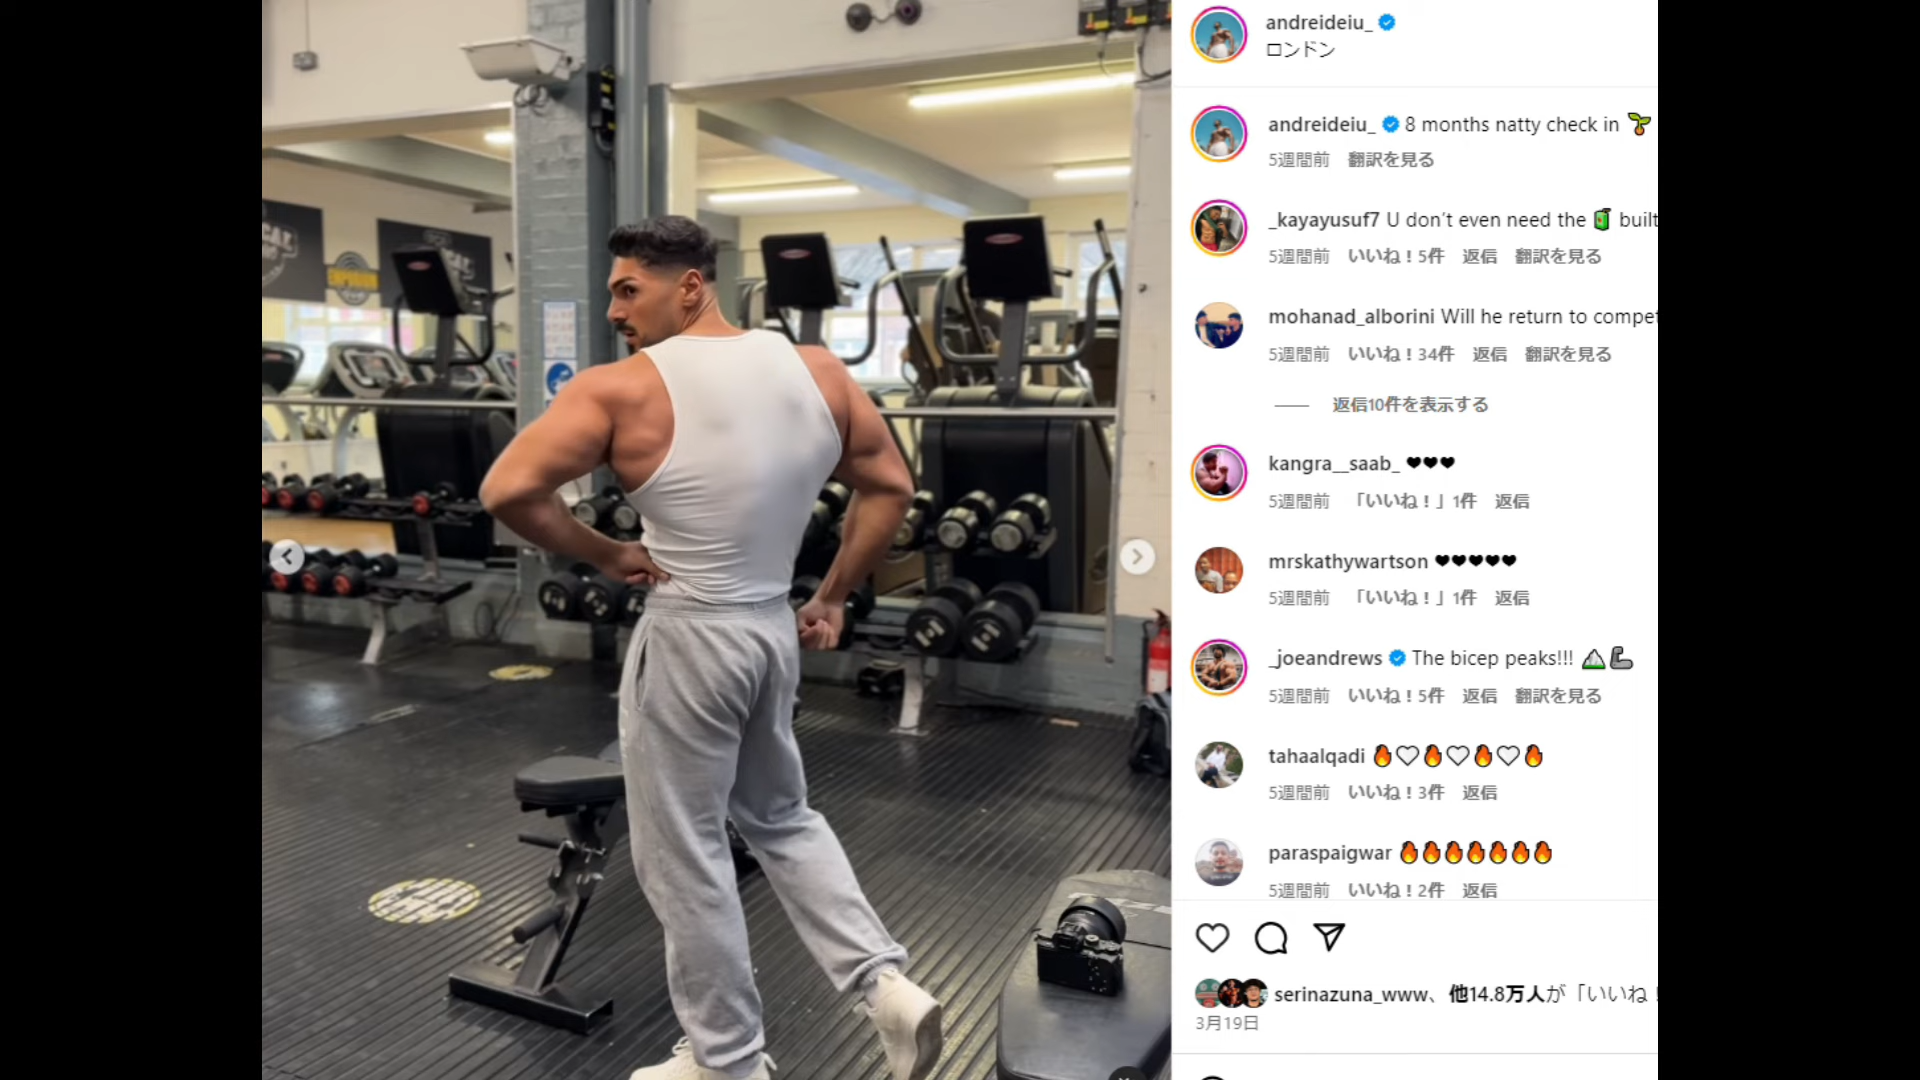 andreideiu_
ロンドン
andreideiu_ 8 months natty check in 🌱
5週間前 翻訳を見る
_kayayusuf7 U don't even need the 🧃 built
5週間前 いいね！5件 返信 翻訳を見る
mohanad_alborini Will he return to compet
5週間前 いいね！34件 返信 翻訳を見る
返信10件を表示する
kangra__saab_ ❤❤❤
5週間前 「いいね！」1件 返信
mrskathywartson ❤❤❤❤❤
5週間前 「いいね！」1件 返信
_joeandrews The bicep peaks!!! 🏔🦾
5週間前 いいね！5件 返信 翻訳を見る
tahaalqadi 🔥🤍🔥🤍🔥🤍🔥
5週間前 いいね！3件 返信
paraspaigwar 🔥🔥🔥🔥🔥🔥🔥
5週間前 いいね！2件 返信
serinazuna_www、他14.8万人が「いいね！
3月19日
EMPORIUM